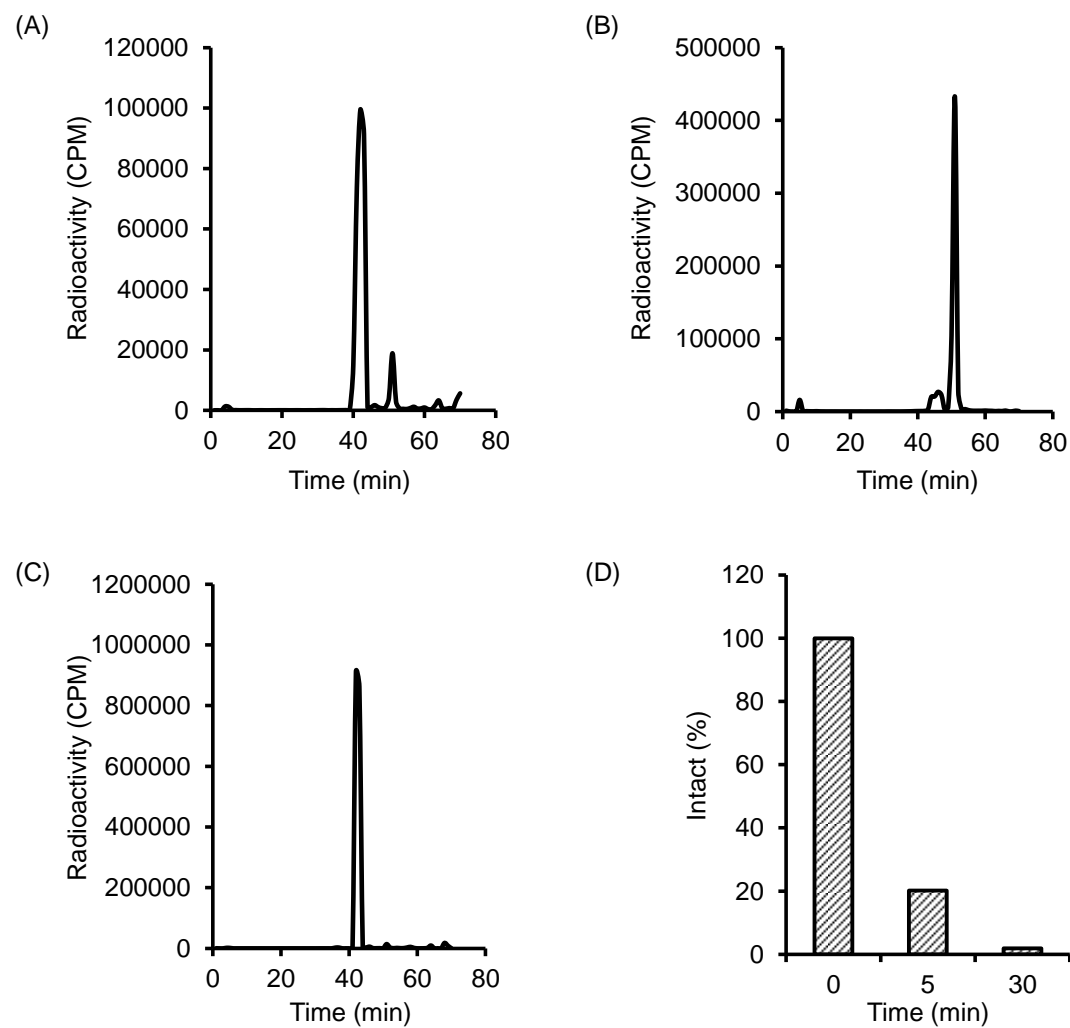 (A)
120000
100000
80000
60000
40000
20000
0
Radioactivity (CPM)
0 20 40 60 80
Time (min)
(B)
500000
400000
300000
200000
100000
0
Radioactivity (CPM)
0 20 40 60 80
Time (min)
(C)
1200000
1000000
800000
600000
400000
200000
0
Radioactivity (CPM)
0 20 40 60 80
Time (min)
(D)
120
100
80
60
40
20
0
Intact (%)
0 5 30
Time (min)